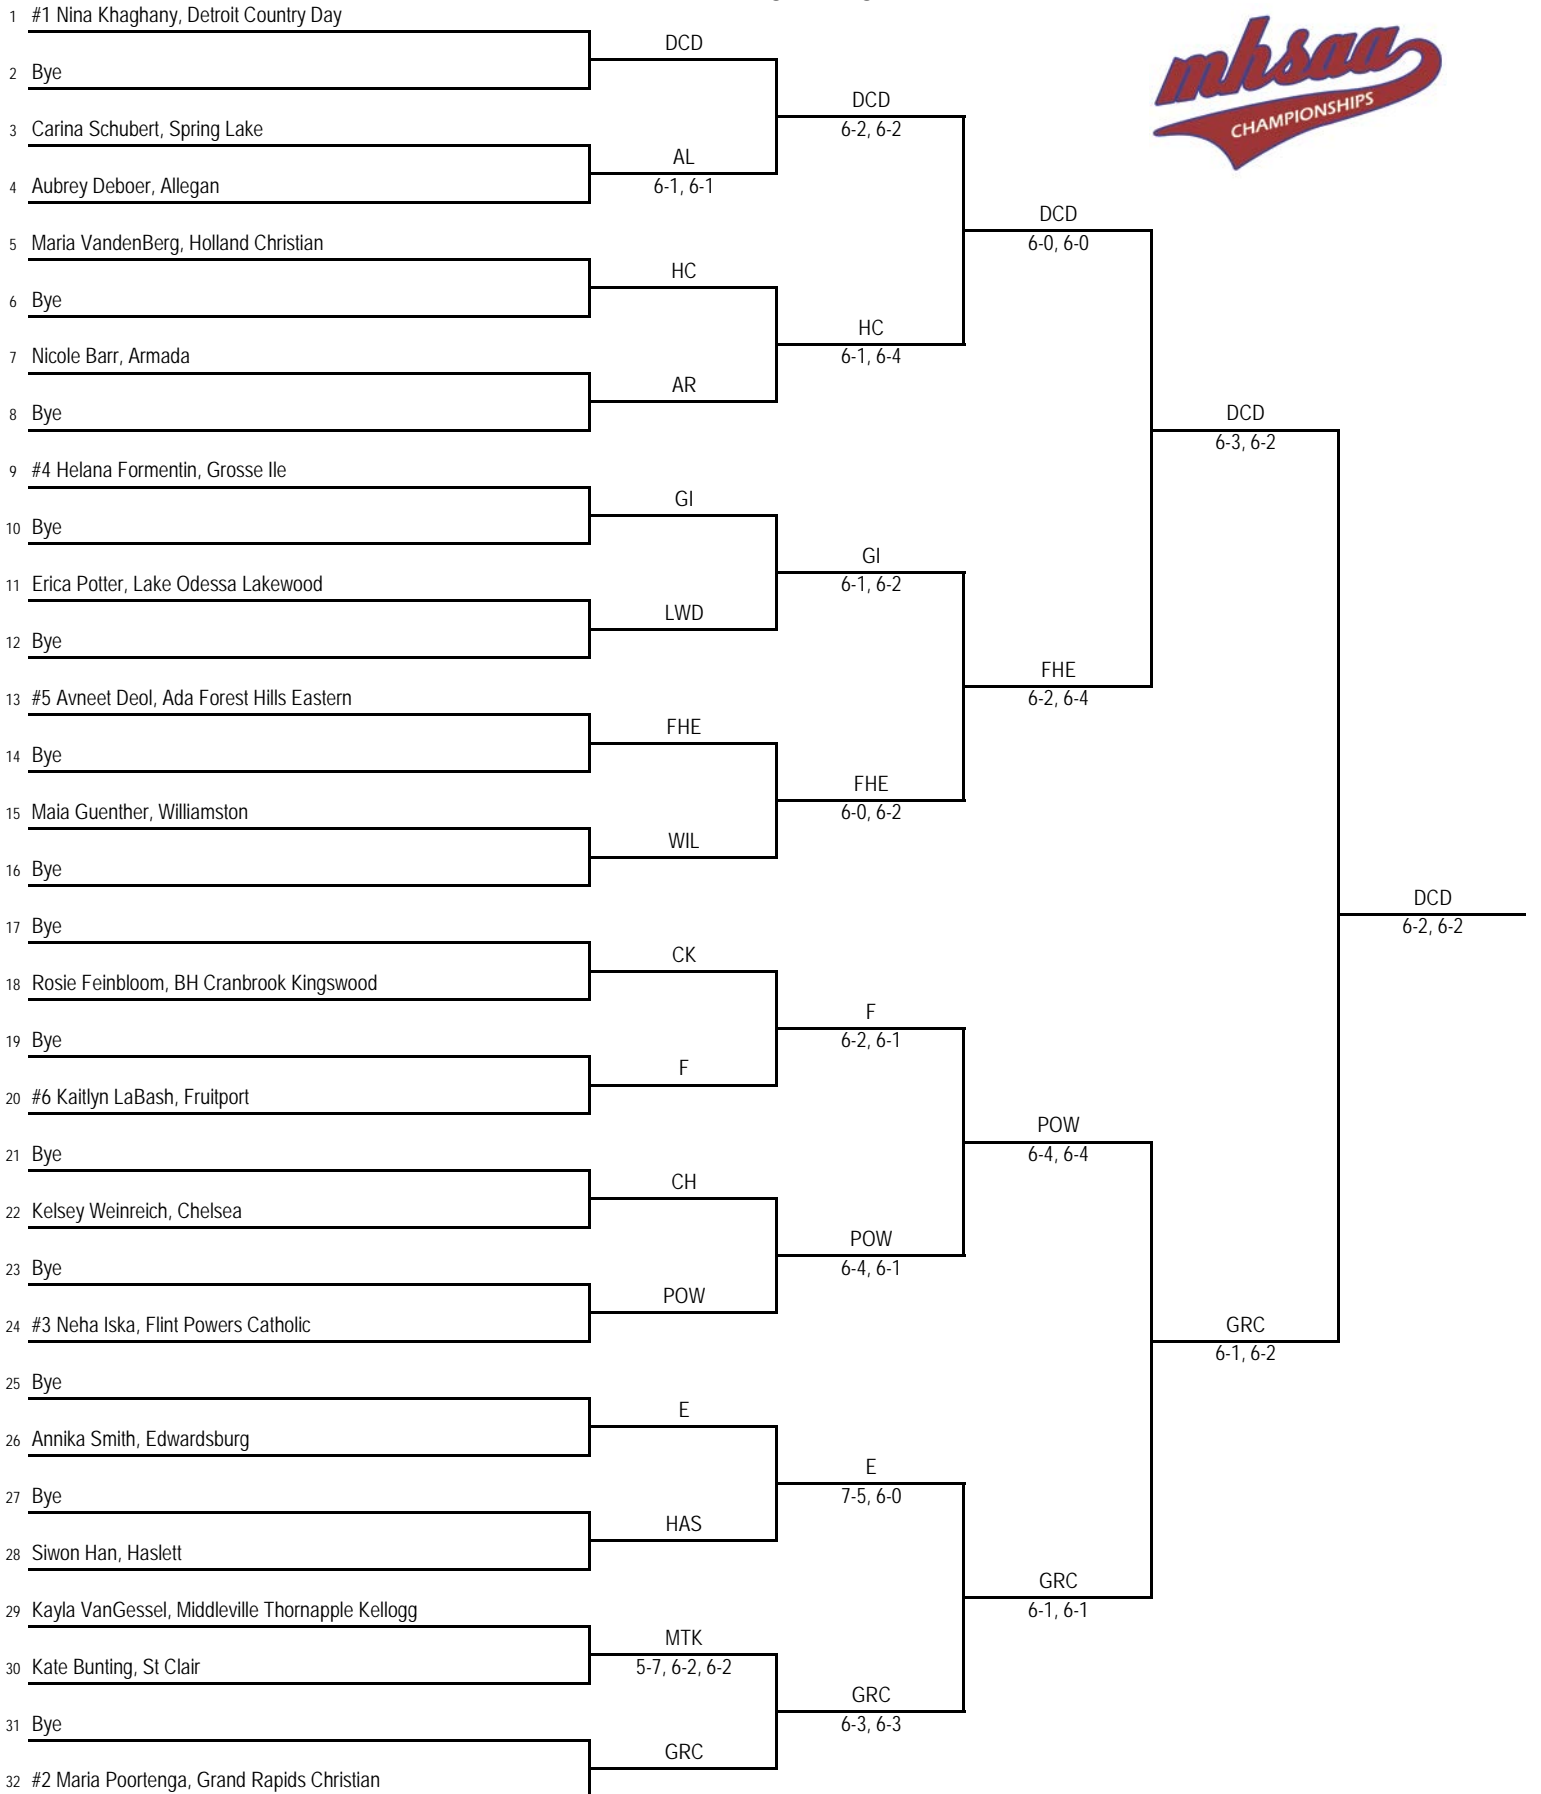 1 #1 Nina Khaghany, Detroit Country Day
DCD
2 Bye
DCD
6-2, 6-2
3 Carina Schubert, Spring Lake
AL
6-1, 6-1
4 Aubrey Deboer, Allegan
DCD
6-0, 6-0
5 Maria VandenBerg, Holland Christian
HC
6 Bye
HC
6-1, 6-4
7 Nicole Barr, Armada
AR
8 Bye
DCD
6-3, 6-2
9 #4 Helana Formentin, Grosse Ile
GI
10 Bye
GI
6-1, 6-2
11 Erica Potter, Lake Odessa Lakewood
LWD
12 Bye
FHE
6-2, 6-4
13 #5 Avneet Deol, Ada Forest Hills Eastern
FHE
14 Bye
FHE
6-0, 6-2
15 Maia Guenther, Williamston
WIL
16 Bye
DCD
6-2, 6-2
17 Bye
CK
18 Rosie Feinbloom, BH Cranbrook Kingswood
F
6-2, 6-1
19 Bye
F
20 #6 Kaitlyn LaBash, Fruitport
POW
6-4, 6-4
21 Bye
CH
22 Kelsey Weinreich, Chelsea
POW
6-4, 6-1
23 Bye
POW
24 #3 Neha Iska, Flint Powers Catholic
GRC
6-1, 6-2
25 Bye
E
26 Annika Smith, Edwardsburg
E
7-5, 6-0
27 Bye
HAS
28 Siwon Han, Haslett
GRC
6-1, 6-1
29 Kayla VanGessel, Middleville Thornapple Kellogg
MTK
5-7, 6-2, 6-2
30 Kate Bunting, St Clair
GRC
6-3, 6-3
31 Bye
GRC
32 #2 Maria Poortenga, Grand Rapids Christian
mhsaa
CHAMPIONSHIPS